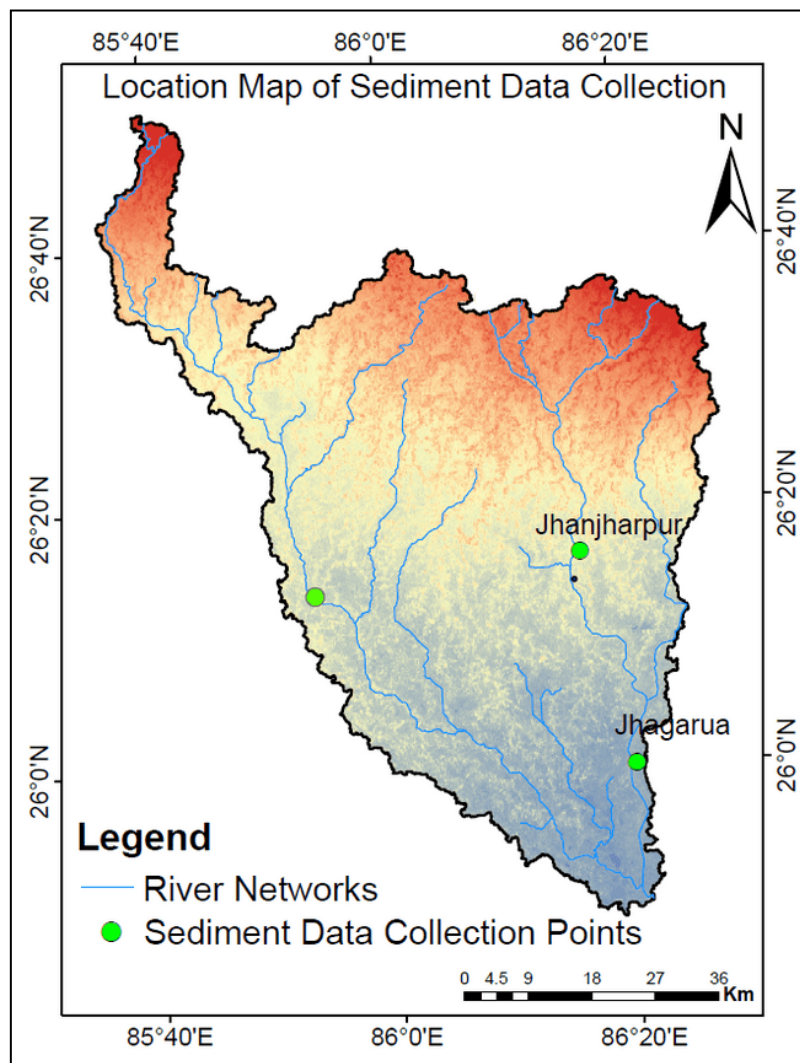 85°40'E 86°0'E 86°20'E
Location Map of Sediment Data Collection
N
26°40'N 26°40'N
26°20'N 26°20'N
Jhanjharpur
Jhagarua
26°0'N 26°0'N
Legend
River Networks
Sediment Data Collection Points
0 4.5 9 18 27 36
Km
85°40'E 86°0'E 86°20'E